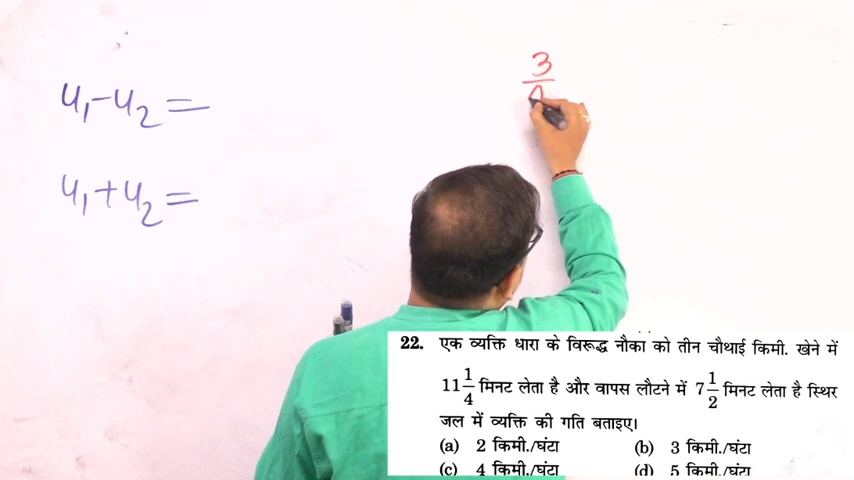 u₁-u₂=
u₁+u₂=
3
22. एक व्यक्ति धारा के विरूद्ध नौका को तीन चौथाई किमी. खेने में
11 1/4 मिनट लेता है और वापस लौटने में 7 1/2 मिनट लेता है स्थिर
जल में व्यक्ति की गति बताइए।
(a) 2 किमी./घंटा (b) 3 किमी./घंटा
(c) 4 किमी./घंटा (d) 5 किमी./घंटा